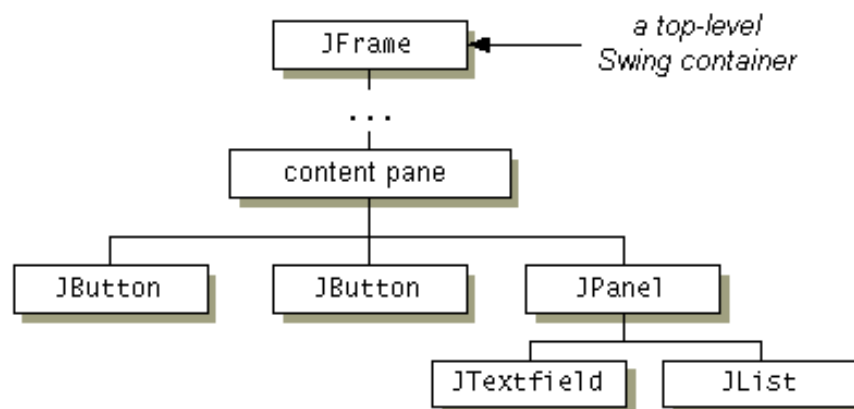 JFrame
a top-level
Swing container
...
content pane
JButton
JButton
JPanel
JTextfield
JList